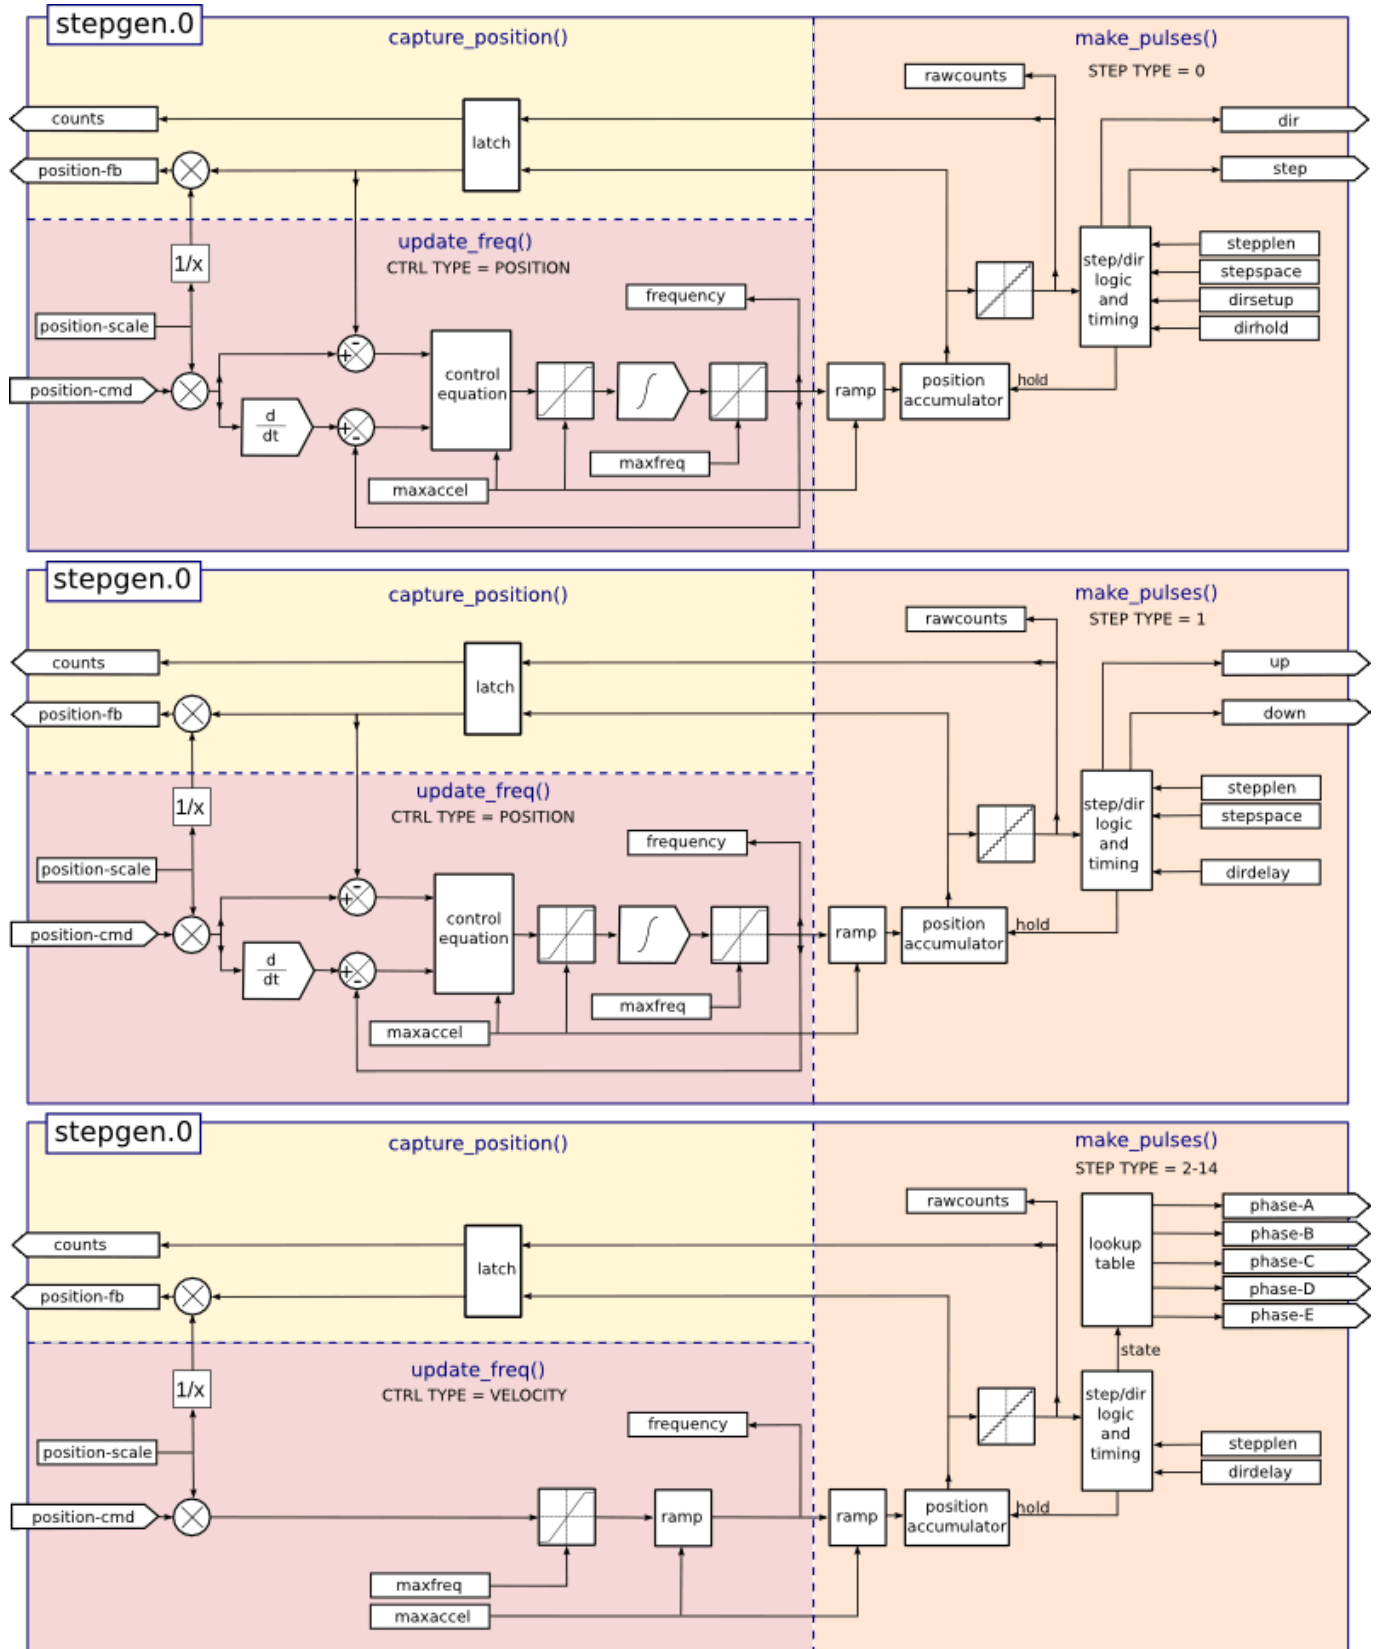 stepgen.0
capture_position()
make_pulses()
STEP TYPE = 0
rawcounts
counts
latch
dir
position-fb
step
update_freq()
CTRL TYPE = POSITION
1/x
step/dir
logic
and
timing
stepplen
stepspace
dirsetup
dirhold
frequency
position-scale
-
+
control
equation
position-cmd
ramp
position
accumulator
hold
d
dt
+
-
∫
maxfreq
maxaccel
stepgen.0
capture_position()
make_pulses()
STEP TYPE = 1
rawcounts
counts
latch
up
position-fb
down
update_freq()
CTRL TYPE = POSITION
1/x
step/dir
logic
and
timing
stepplen
stepspace
dirdelay
frequency
position-scale
-
+
control
equation
position-cmd
ramp
position
accumulator
hold
d
dt
+
-
∫
maxfreq
maxaccel
stepgen.0
capture_position()
make_pulses()
STEP TYPE = 2-14
rawcounts
lookup
table
phase-A
phase-B
phase-C
phase-D
phase-E
counts
latch
position-fb
state
update_freq()
CTRL TYPE = VELOCITY
1/x
step/dir
logic
and
timing
stepplen
dirdelay
frequency
position-scale
position-cmd
ramp
ramp
position
accumulator
hold
maxfreq
maxaccel